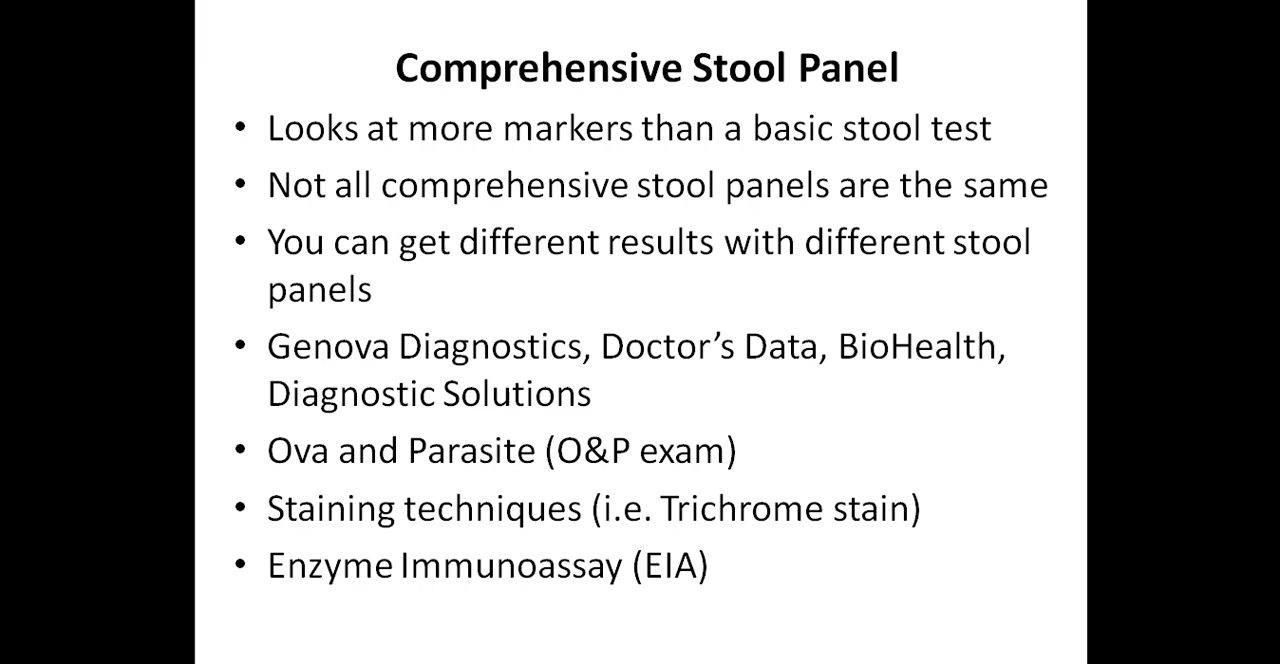 Comprehensive Stool Panel
• Looks at more markers than a basic stool test
• Not all comprehensive stool panels are the same
• You can get different results with different stool
panels
• Genova Diagnostics, Doctor’s Data, BioHealth,
Diagnostic Solutions
• Ova and Parasite (O&P exam)
• Staining techniques (i.e. Trichrome stain)
• Enzyme Immunoassay (EIA)